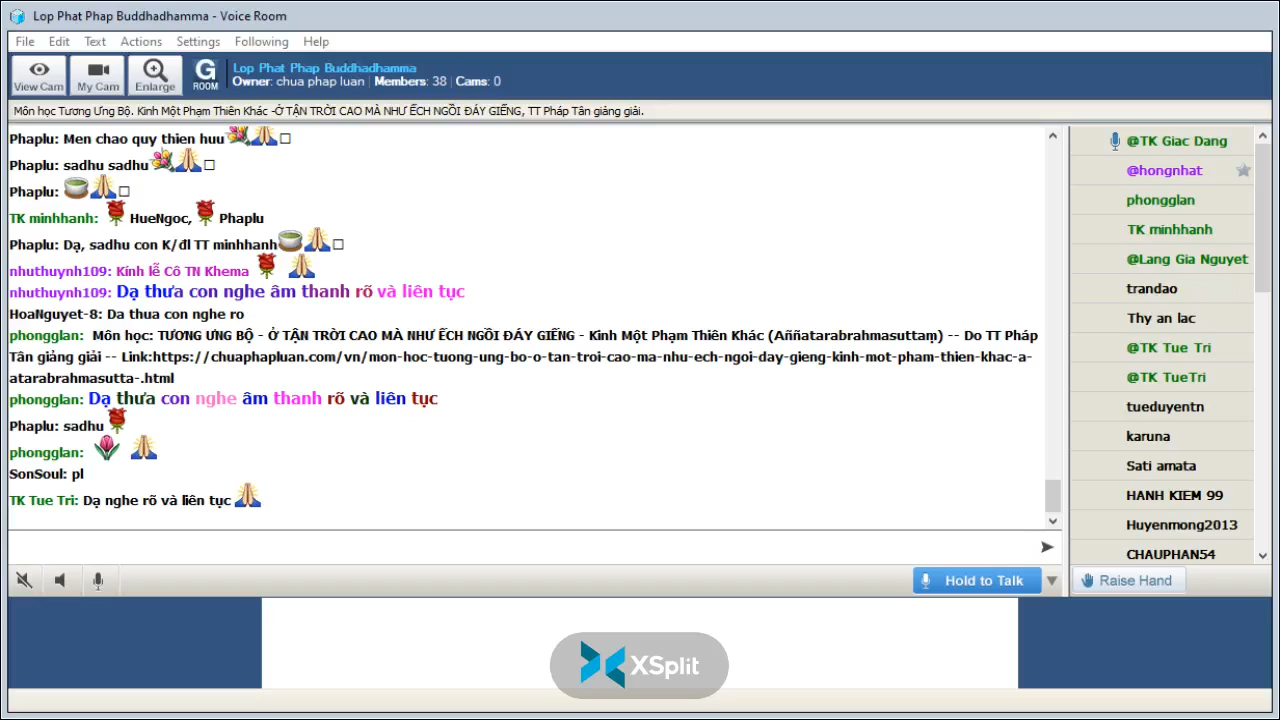 Lop Phat Phap Buddhadhamma - Voice Room
File Edit Text Actions Settings Following Help
View Cam My Cam Enlarge G ROOM
Lop Phat Phap Buddhadhamma
Owner: chua phap luan | Members: 38 | Cams: 0
Môn học Tương Ưng Bộ. Kinh Một Phạm Thiên Khác -Ở TẬN TRỜI CAO MÀ NHƯ ẾCH NGỒI ĐÁY GIẾNG, TT Pháp Tân giảng giải.
Phaplu: Men chao quy thien huu
Phaplu: sadhu sadhu
Phaplu:
TK minhhanh: HueNgoc, Phaplu
Phaplu: Dạ, sadhu con K/đl TT minhhanh
nhuthuynh109: Kính lễ Cô TN Khema
nhuthuynh109: Dạ thưa con nghe âm thanh rõ và liên tục
HoaNguyet-8: Da thua con nghe ro
phongglan: Môn học: TƯƠNG ƯNG BỘ - Ở TẬN TRỜI CAO MÀ NHƯ ẾCH NGỒI ĐÁY GIẾNG - Kinh Một Phạm Thiên Khác (Aññatarabrahmasuttaṃ) -- Do TT Pháp
Tân giảng giải -- Link:https://chuaphapluan.com/vn/mon-hoc-tuong-ung-bo-o-tan-troi-cao-ma-nhu-ech-ngoi-day-gieng-kinh-mot-pham-thien-khac-a-
atarabrahmasutta-.html
phongglan: Dạ thưa con nghe âm thanh rõ và liên tục
Phaplu: sadhu
phongglan:
SonSoul: pl
TK Tue Tri: Dạ nghe rõ và liên tục
@TK Giac Dang
@hongnhat
phongglan
TK minhhanh
@Lang Gia Nguyet
trandao
Thy an lac
@TK Tue Tri
@TK TueTri
tueduyentn
karuna
Sati amata
HANH KIEM 99
Huyenmong2013
CHAUPHAN54
Hold to Talk
Raise Hand
XSplit